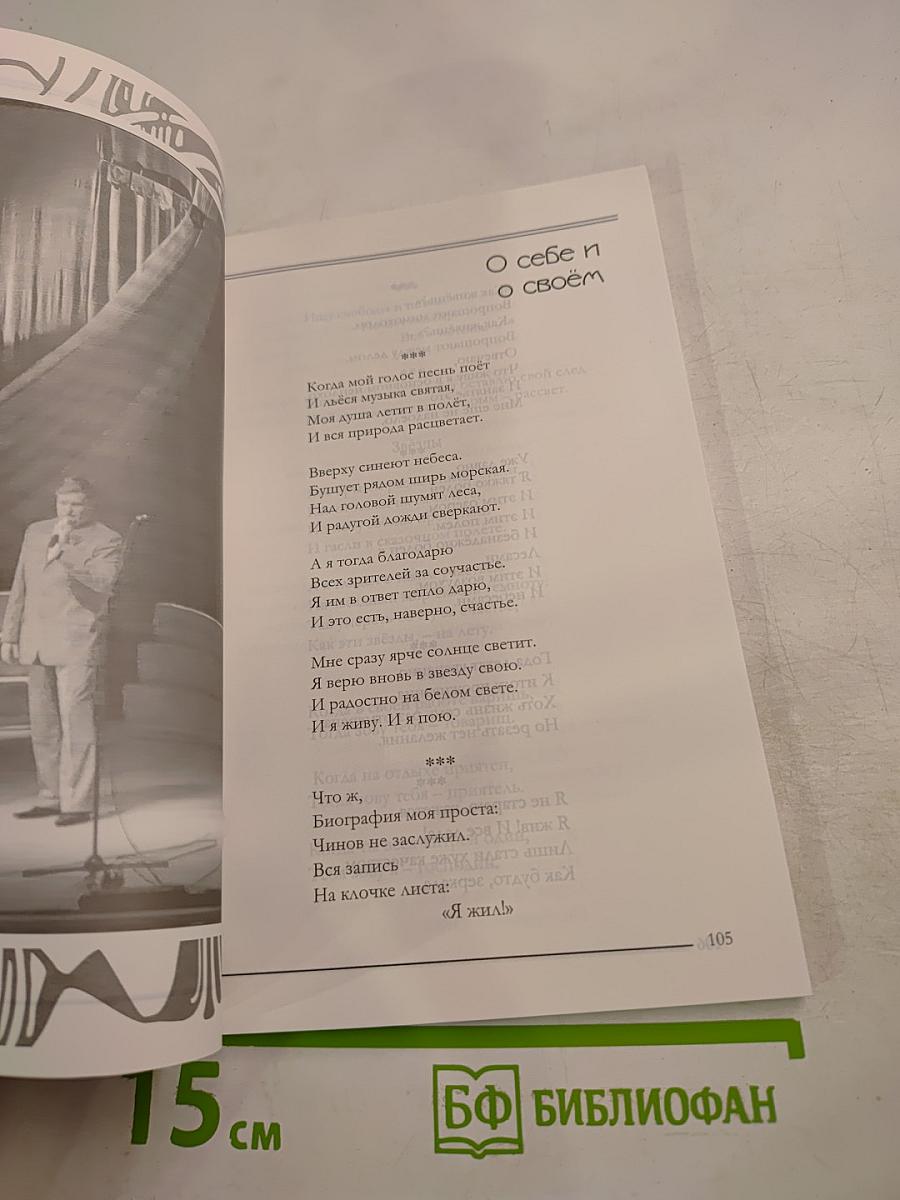 О себе и
о своём
***
Когда мой голос песнь поёт
И льёся музыка святая,
Моя душа летит в полёт,
И вся природа расцветает.
Вверху синеют небеса.
Бушует рядом ширь морская.
Над головой шумят леса,
И радугой дожди сверкают.
А я тогда благодарю
Всех зрителей за соучастье.
Я им в ответ тепло дарю,
И это есть, наверно, счастье.
Мне сразу ярче солнце светит.
Я верю вновь в звезду свою.
И радостно на белом свете.
И я живу. И я пою.
***
Что ж,
Биография моя проста:
Чинов не заслужил.
Вся запись
На клочке листа:
«Я жил!»
105
15 см
БФ БИБЛИОФАН